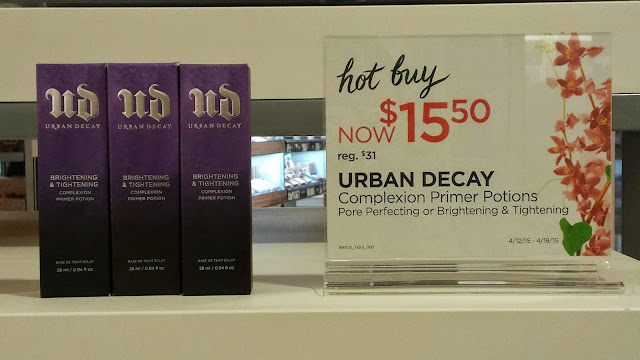 ud
URBAN DECAY
BRIGHTENING
& TIGHTENING
COMPLEXION
PRIMER POTION
BASE DE TEINT ÉCLAT
28 ml / 0.94 fl oz
ud
URBAN DECAY
BRIGHTENING
& TIGHTENING
COMPLEXION
PRIMER POTION
BASE DE TEINT ÉCLAT
28 ml / 0.94 fl oz
ud
URBAN DECAY
BRIGHTENING
& TIGHTENING
COMPLEXION
PRIMER POTION
BASE DE TEINT ÉCLAT
28 ml / 0.94 fl oz
hot buy
NOW $15.50
reg. $31
URBAN DECAY
Complexion Primer Potions
Pore Perfecting or Brightening & Tightening
4/12/15 - 4/18/15